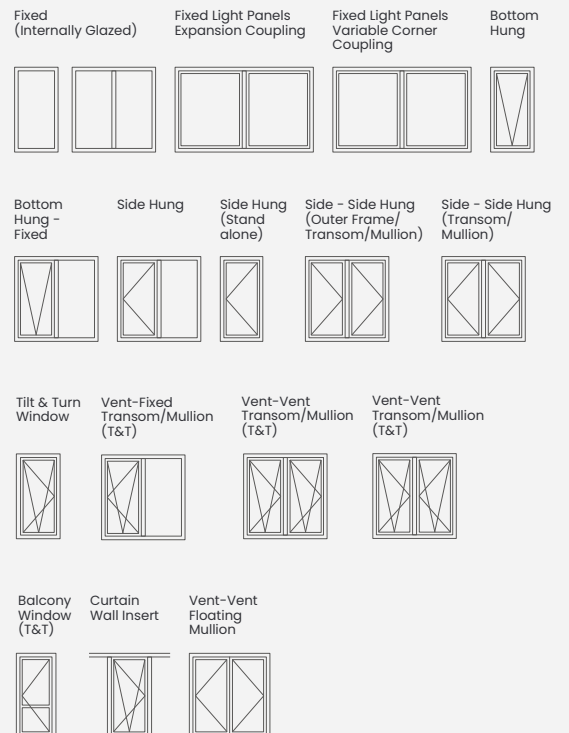 Fixed
(Internally Glazed)
Fixed Light Panels
Expansion Coupling
Fixed Light Panels
Variable Corner
Coupling
Bottom
Hung
Bottom
Hung -
Fixed
Side Hung
Side Hung
(Stand
alone)
Side - Side Hung
(Outer Frame/
Transom/Mullion)
Side - Side Hung
(Transom/
Mullion)
Tilt & Turn
Window
Vent-Fixed
Transom/Mullion
(T&T)
Vent-Vent
Transom/Mullion
(T&T)
Vent-Vent
Transom/Mullion
(T&T)
Balcony
Window
(T&T)
Curtain
Wall Insert
Vent-Vent
Floating
Mullion